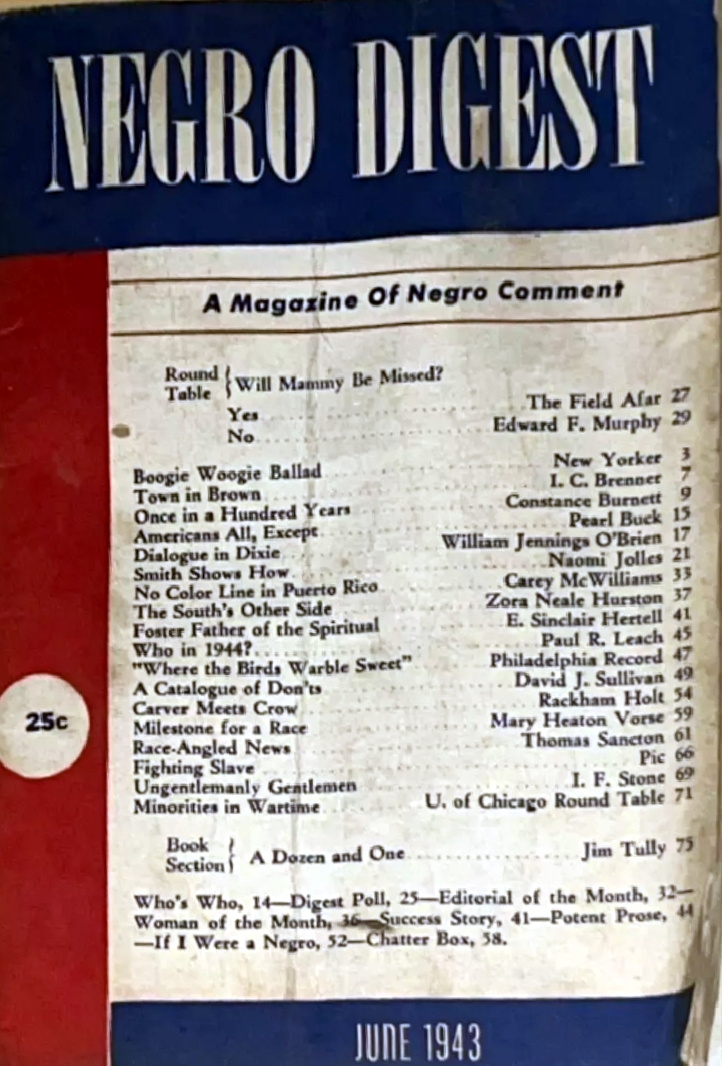 NEGRO DIGEST
A Magazine Of Negro Comment
Round Table { Will Mammy Be Missed?
Yes The Field Afar 27
No Edward F. Murphy 29
Boogie Woogie Ballad New Yorker 3
Town in Brown I. C. Brenner 7
Once in a Hundred Years Constance Burnett 9
Americans All, Except Pearl Buck 15
Dialogue in Dixie William Jennings O'Brien 17
Smith Shows How Naomi Jolles 21
No Color Line in Puerto Rico Carey McWilliams 33
The South's Other Side Zora Neale Hurston 37
Foster Father of the Spiritual E. Sinclair Hertell 41
Who in 1944? Paul R. Leach 45
"Where the Birds Warble Sweet" Philadelphia Record 47
A Catalogue of Don'ts David J. Sullivan 49
Carver Meets Crow Rackham Holt 54
Milestone for a Race Mary Heaton Vorse 59
Race-Angled News Thomas Sancton 61
Fighting Slave Pic 66
Ungentlemanly Gentlemen I. F. Stone 69
Minorities in Wartime U. of Chicago Round Table 71
Book Section { A Dozen and One Jim Tully 75
Who's Who, 14—Digest Poll, 25—Editorial of the Month, 32—
Woman of the Month, 36—Success Story, 41—Potent Prose, 44
—If I Were a Negro, 52—Chatter Box, 58.
25c
JUNE 1943